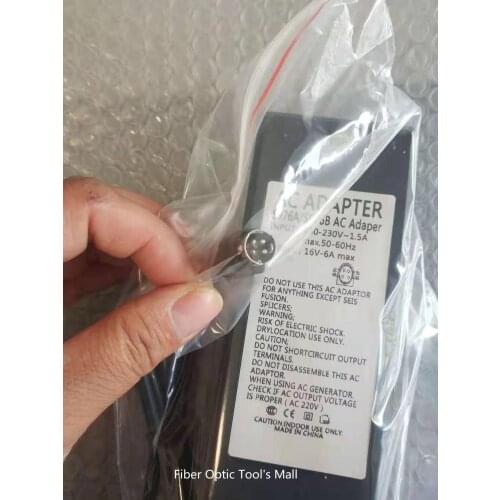 AC ADAPTER
AC Adaper
0-230V~1.5A
max.50-60Hz
16V-6A max
DO NOT USE THIS AC ADAPTOR
FOR ANYTHING EXCEPT SEIS
FUSION.
SPLICERS;
WARNING;
RISK OF ELECTRIC SHOCK.
DRYLOCATION USE ONLY.
CAUTION;
DO NOT SHORTCIRCUIT OUTPUT
TERMINALS.
DO NOT DISASSEMBLE THIS AC
ADAPTOR.
WHEN USING AC GENERATOR.
CHECK IF AC OUTPUT VOLTAGE
IS PROPER ( AC 220V )
CAUTION:INDOOR USE ONLY
MADE IN CHINA
Fiber Optic Tool's Mall